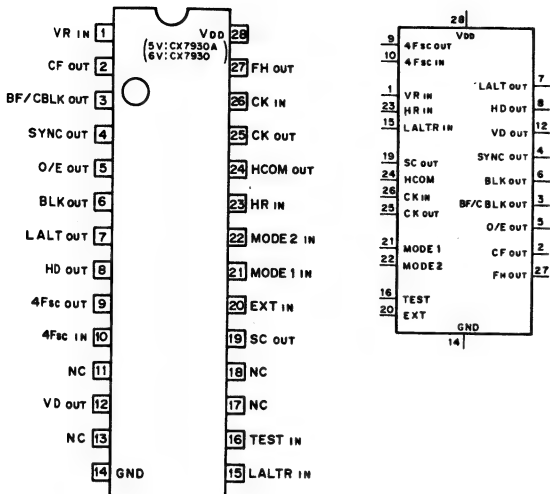 VR IN 1
CF OUT 2
BF/CBLK OUT 3
SYNC OUT 4
O/E OUT 5
BLK OUT 6
LALT OUT 7
HD OUT 8
4Fsc OUT 9
4Fsc IN 10
NC 11
VD OUT 12
NC 13
14 GND
VDD 28
(5V:CX7930A
6V:CX7930)
27 FH OUT
26 CK IN
25 CK OUT
24 HCOM OUT
23 HR IN
22 MODE 2 IN
21 MODE 1 IN
20 EXT IN
19 SC OUT
18 NC
17 NC
16 TEST IN
15 LALTR IN
28
VDD
9 4Fsc OUT
10 4Fsc IN
1 VR IN
23 HR IN
15 LALTR IN
19 SC OUT
24 HCOM
26 CK IN
25 CK OUT
21 MODE 1
22 MODE 2
16 TEST
20 EXT
LALT OUT 7
HD OUT 8
VD OUT 12
SYNC OUT 4
BLK OUT 6
BF/CBLK OUT 3
O/E OUT 5
CF OUT 2
FH OUT 27
GND
14